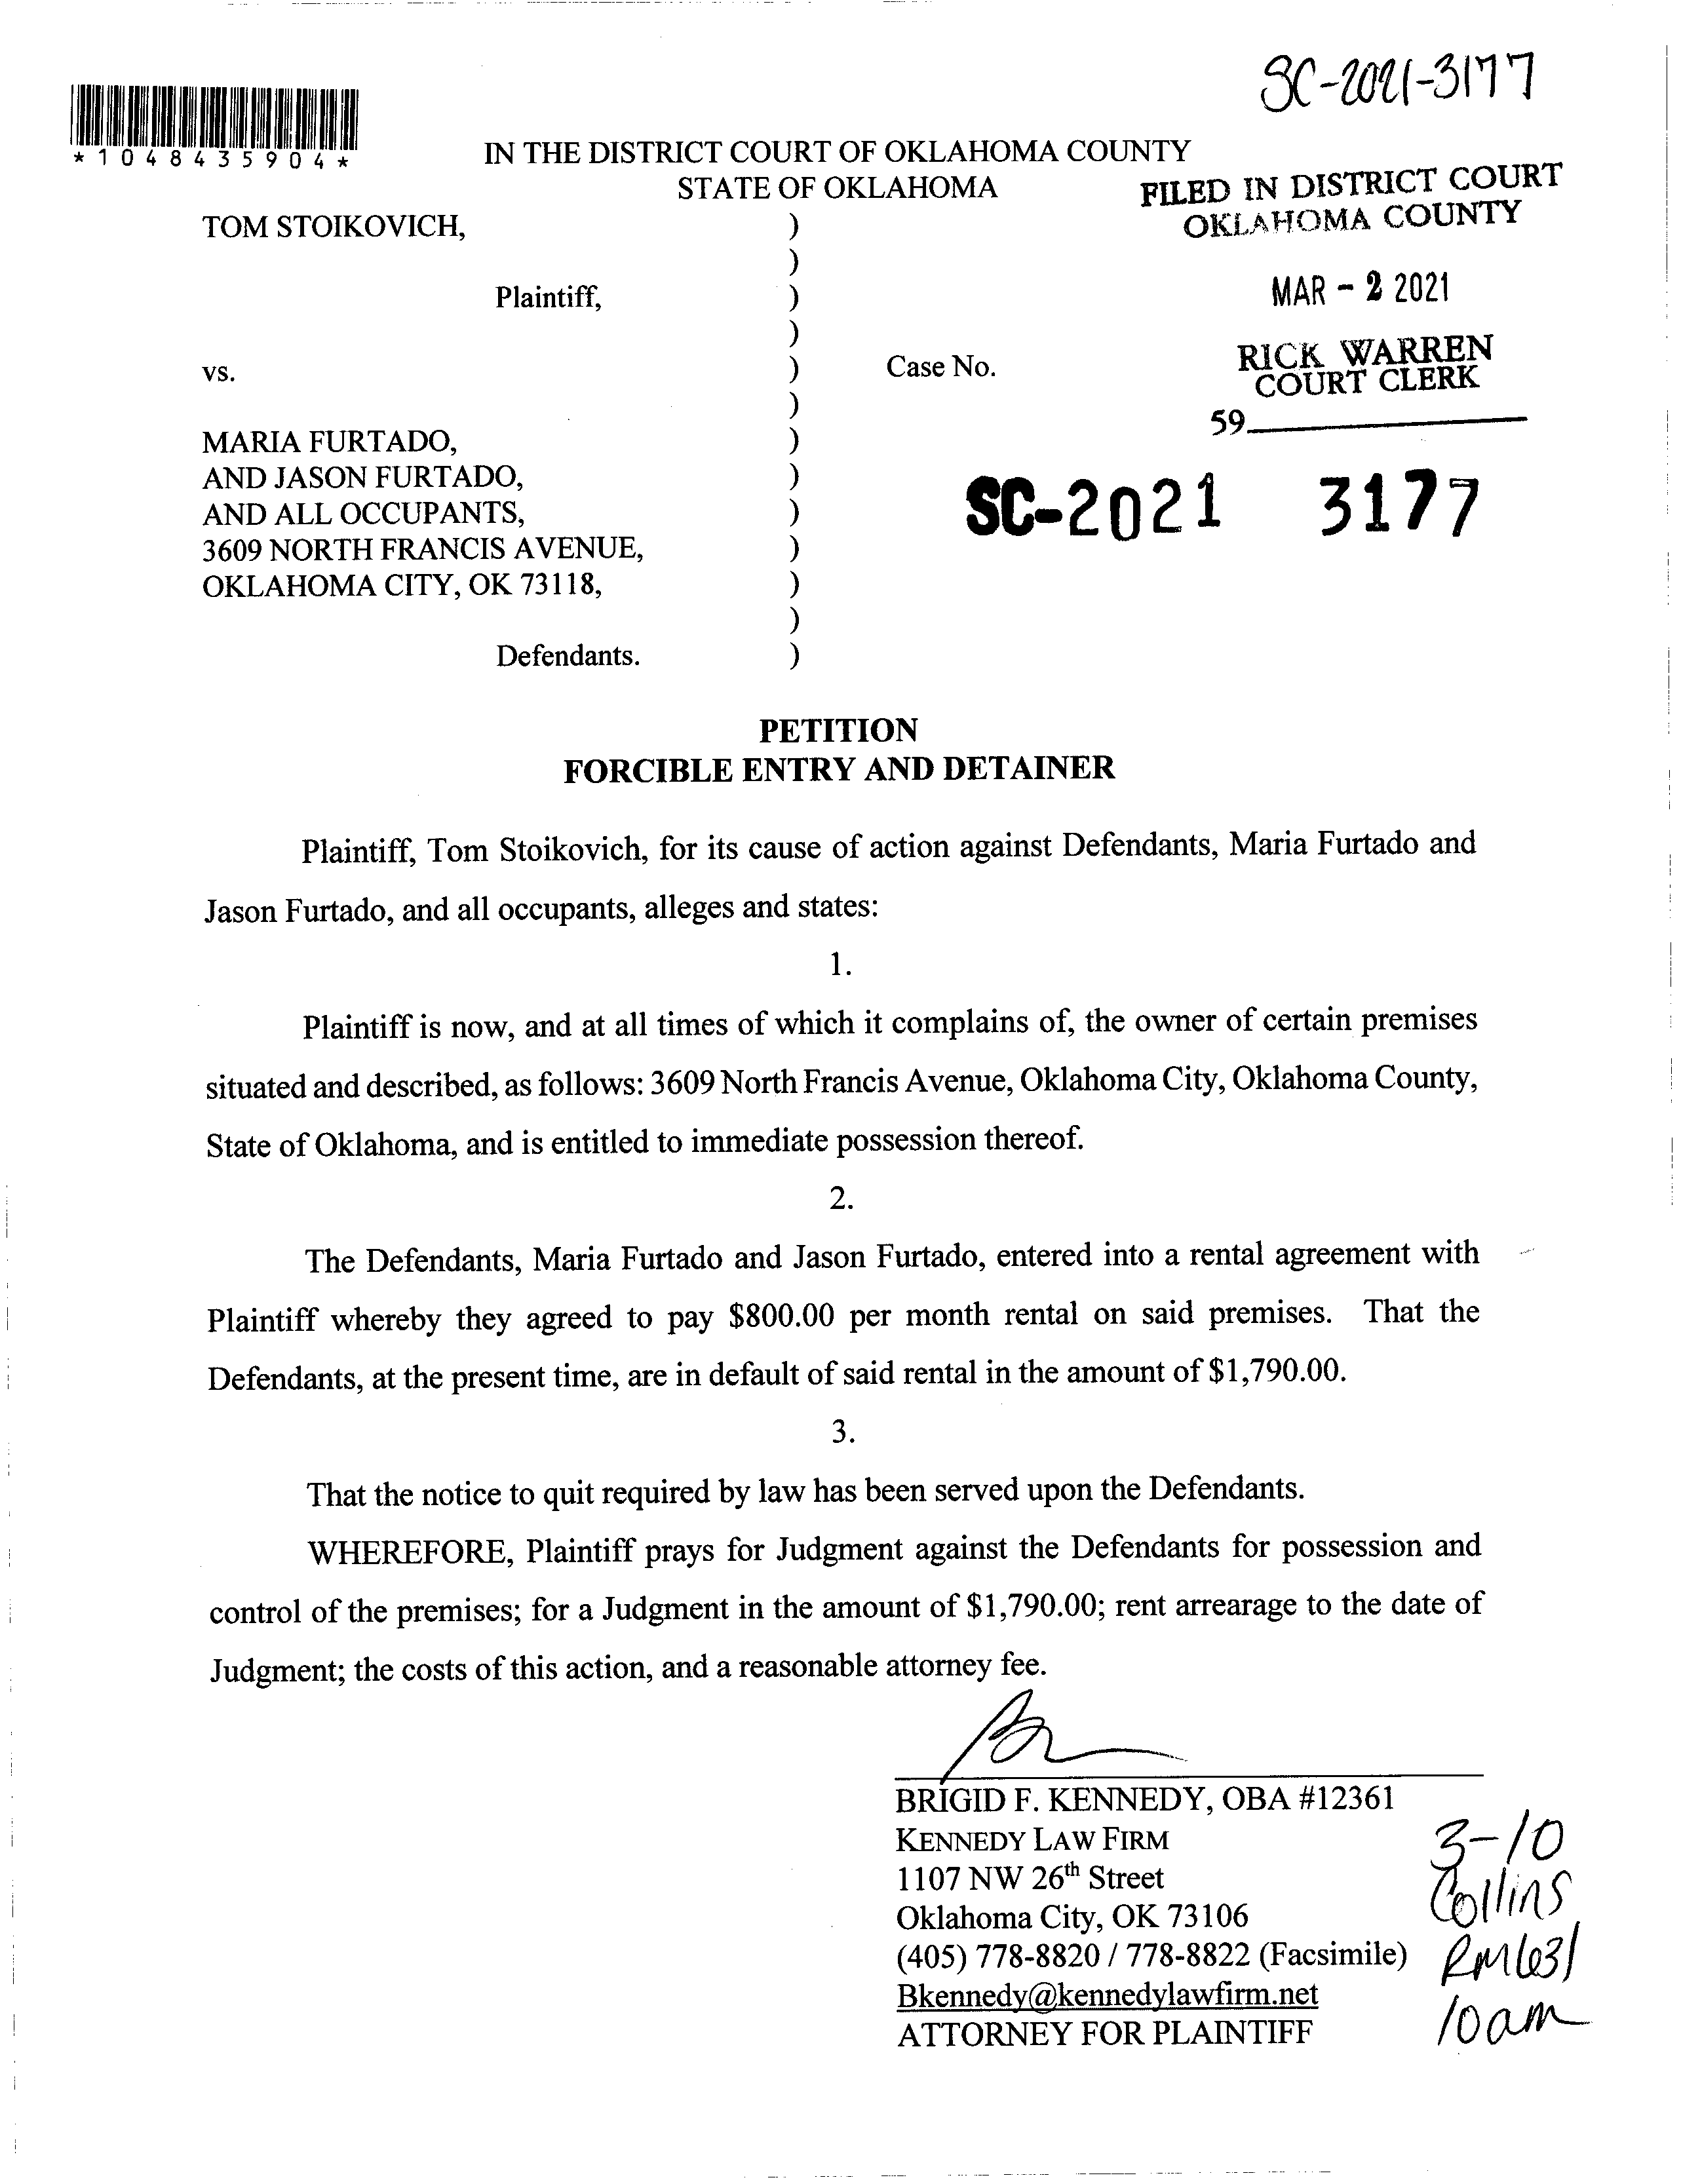 SC-2021-3177
*1048435904*
IN THE DISTRICT COURT OF OKLAHOMA COUNTY
STATE OF OKLAHOMA
FILED IN DISTRICT COURT
OKLAHOMA COUNTY
MAR - 2 2021
RICK WARREN
COURT CLERK
59
TOM STOIKOVICH, )
)
Plaintiff, )
)
vs. ) Case No.
)
MARIA FURTADO, )
AND JASON FURTADO, )
AND ALL OCCUPANTS, )
3609 NORTH FRANCIS AVENUE, )
OKLAHOMA CITY, OK 73118, )
)
Defendants. )
SC-2021 3177
PETITION
FORCIBLE ENTRY AND DETAINER
Plaintiff, Tom Stoikovich, for its cause of action against Defendants, Maria Furtado and
Jason Furtado, and all occupants, alleges and states:
1.
Plaintiff is now, and at all times of which it complains of, the owner of certain premises
situated and described, as follows: 3609 North Francis Avenue, Oklahoma City, Oklahoma County,
State of Oklahoma, and is entitled to immediate possession thereof.
2.
The Defendants, Maria Furtado and Jason Furtado, entered into a rental agreement with
Plaintiff whereby they agreed to pay $800.00 per month rental on said premises. That the
Defendants, at the present time, are in default of said rental in the amount of $1,790.00.
3.
That the notice to quit required by law has been served upon the Defendants.
WHEREFORE, Plaintiff prays for Judgment against the Defendants for possession and
control of the premises; for a Judgment in the amount of $1,790.00; rent arrearage to the date of
Judgment; the costs of this action, and a reasonable attorney fee.
BRIGID F. KENNEDY, OBA #12361
KENNEDY LAW FIRM
1107 NW 26th Street
Oklahoma City, OK 73106
(405) 778-8820 / 778-8822 (Facsimile)
Bkennedy@kennedylawfirm.net
ATTORNEY FOR PLAINTIFF
3-10
Collins
RM631
10am